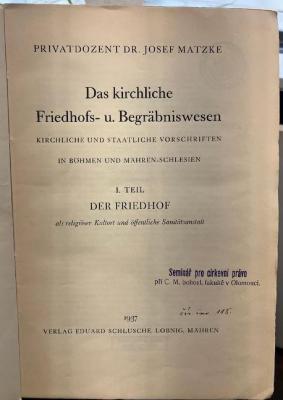 PRIVATDOZENT DR. JOSEF MATZKE
Das kirchliche
Friedhofs- u. Begräbniswesen
KIRCHLICHE UND STAATLICHE VORSCHRIFTEN
IN BÖHMEN UND MÄHREN-SCHLESIEN
I. TEIL
DER FRIEDHOF
als religiöser Kultort und öffentliche Sanitätsanstalt
Seminář pro církevní právo
při C. M. bohosl. fakultě v Olomouci.
1937
VERLAG EDUARD SCHLUSCHE LOBNIG, MÄHREN